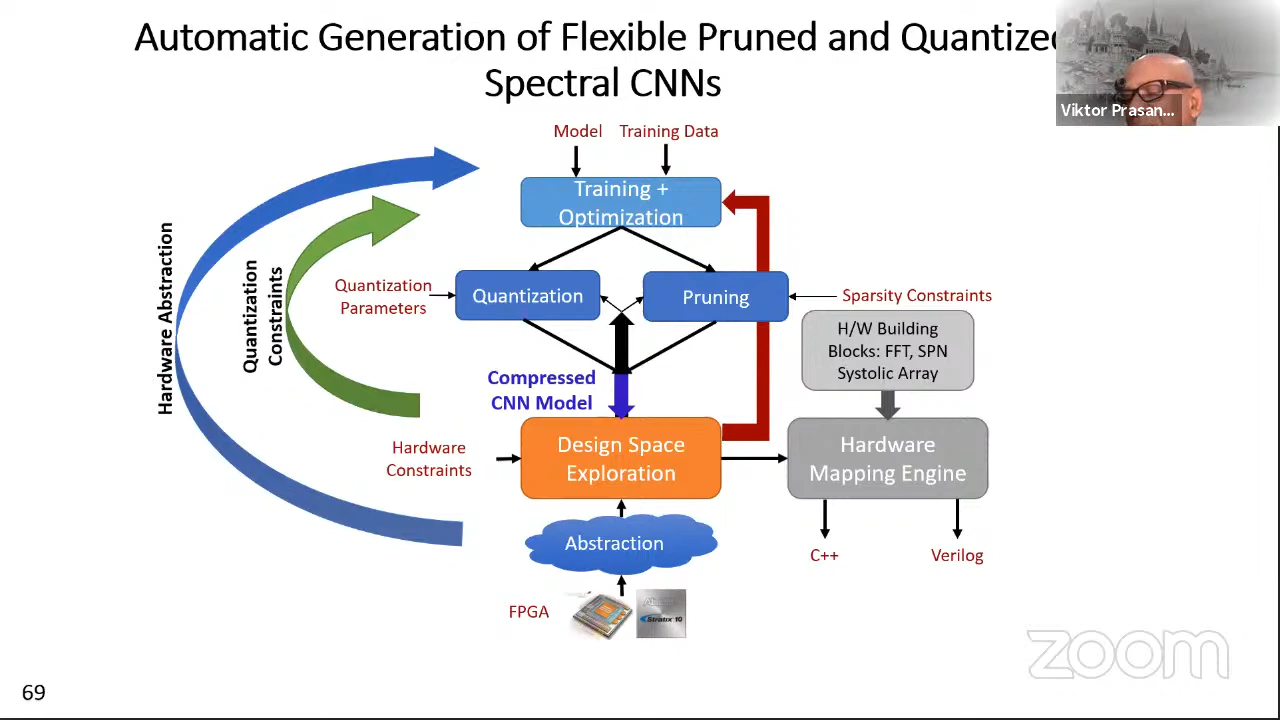 Automatic Generation of Flexible Pruned and Quantized
Spectral CNNs
Viktor Prasan...
Model
Training Data
Training +
Optimization
Hardware Abstraction
Quantization
Constraints
Quantization
Parameters
Quantization
Pruning
Sparsity Constraints
H/W Building
Blocks: FFT, SPN
Systolic Array
Compressed
CNN Model
Hardware
Constraints
Design Space
Exploration
Hardware
Mapping Engine
Abstraction
C++
Verilog
FPGA
Stratix 10
zoom
69